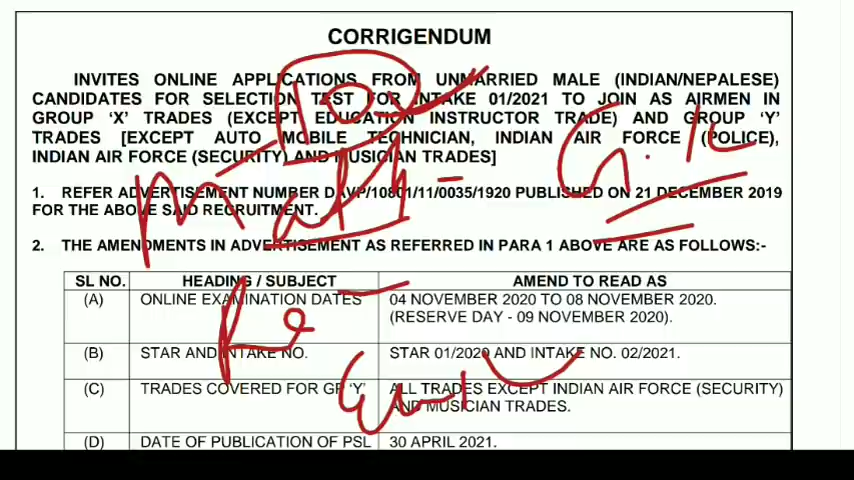 CORRIGENDUM
INVITES ONLINE APPLICATIONS FROM UNMARRIED MALE (INDIAN/NEPALESE)
CANDIDATES FOR SELECTION TEST FOR INTAKE 01/2021 TO JOIN AS AIRMEN IN
GROUP ‘X’ TRADES (EXCEPT EDUCATION INSTRUCTOR TRADE) AND GROUP ‘Y’
TRADES [EXCEPT AUTO MOBILE TECHNICIAN, INDIAN AIR FORCE (POLICE),
INDIAN AIR FORCE (SECURITY) AND MUSICIAN TRADES]
1. REFER ADVERTISEMENT NUMBER DAVP/10801/11/0035/1920 PUBLISHED ON 21 DECEMBER 2019
FOR THE ABOVE SAID RECRUITMENT.
2. THE AMENDMENTS IN ADVERTISEMENT AS REFERRED IN PARA 1 ABOVE ARE AS FOLLOWS:-
SL NO. HEADING / SUBJECT AMEND TO READ AS
(A) ONLINE EXAMINATION DATES 04 NOVEMBER 2020 TO 08 NOVEMBER 2020.
(RESERVE DAY - 09 NOVEMBER 2020).
(B) STAR AND INTAKE NO. STAR 01/2020 AND INTAKE NO. 02/2021.
(C) TRADES COVERED FOR GP ‘Y’ ALL TRADES EXCEPT INDIAN AIR FORCE (SECURITY)
AND MUSICIAN TRADES.
(D) DATE OF PUBLICATION OF PSL 30 APRIL 2021.